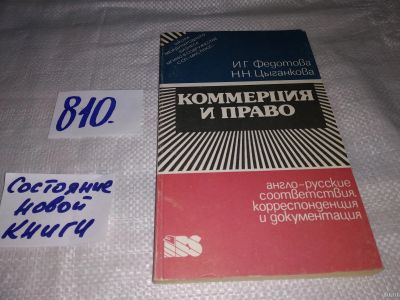 810.
Состояние
новой
книги
И.Г. Федотова
Н.Н. Цыганкова
КОММЕРЦИЯ
И ПРАВО
англо-русские
соответствия,
корреспонденция
и документация